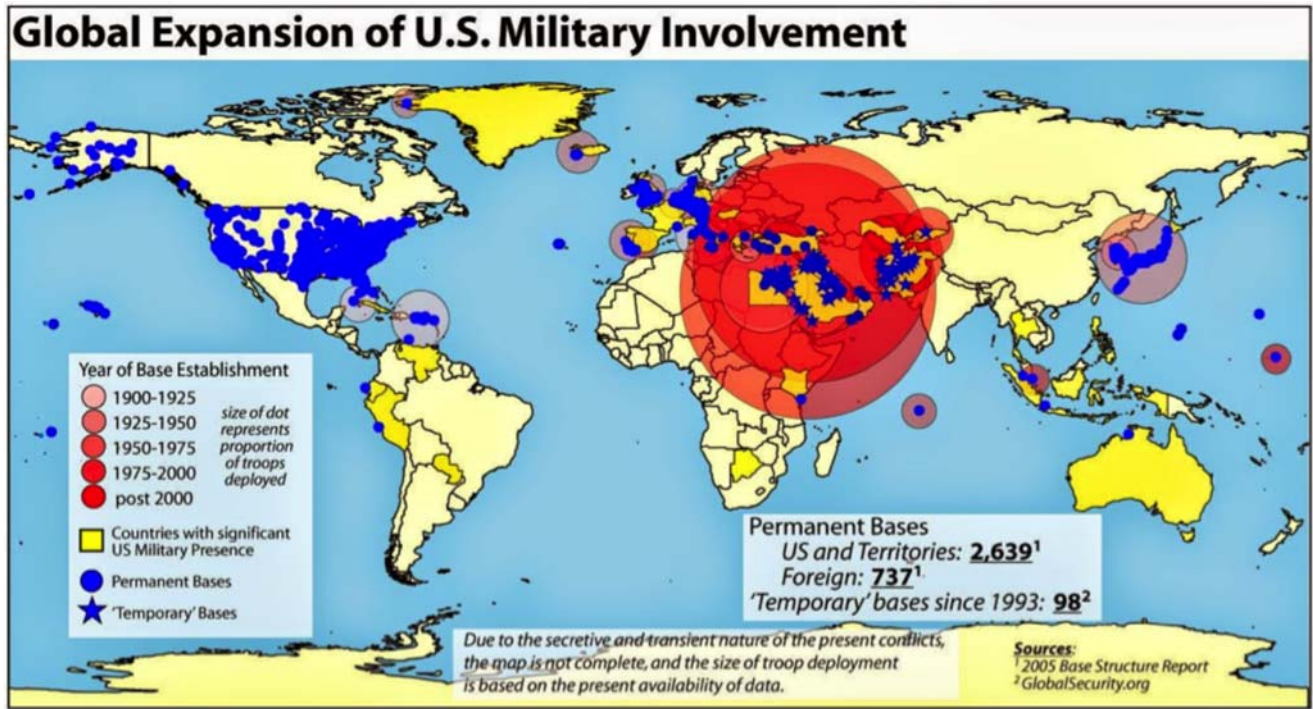 Global Expansion of U.S. Military Involvement
Year of Base Establishment
1900-1925
1925-1950
1950-1975
1975-2000
post 2000
size of dot
represents
proportion
of troops
deployed
Countries with significant
US Military Presence
Permanent Bases
'Temporary' Bases
Permanent Bases
US and Territories: 2,639¹
Foreign: 737¹
'Temporary' bases since 1993: 98²
Due to the secretive and transient nature of the present conflicts,
the map is not complete, and the size of troop deployment
is based on the present availability of data.
Sources:
¹ 2005 Base Structure Report
² GlobalSecurity.org